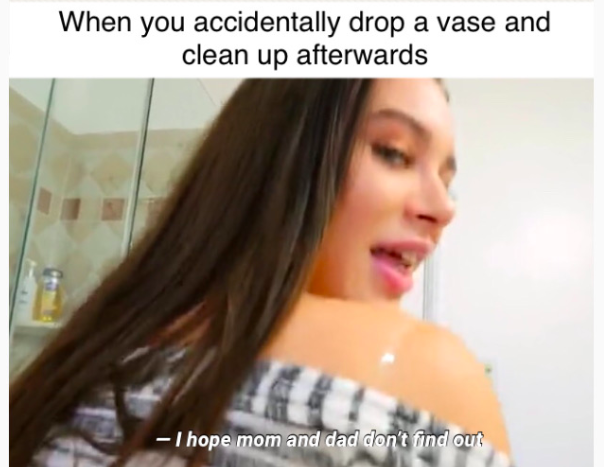 When you accidentally drop a vase and
clean up afterwards
– I hope mom and dad don't find out